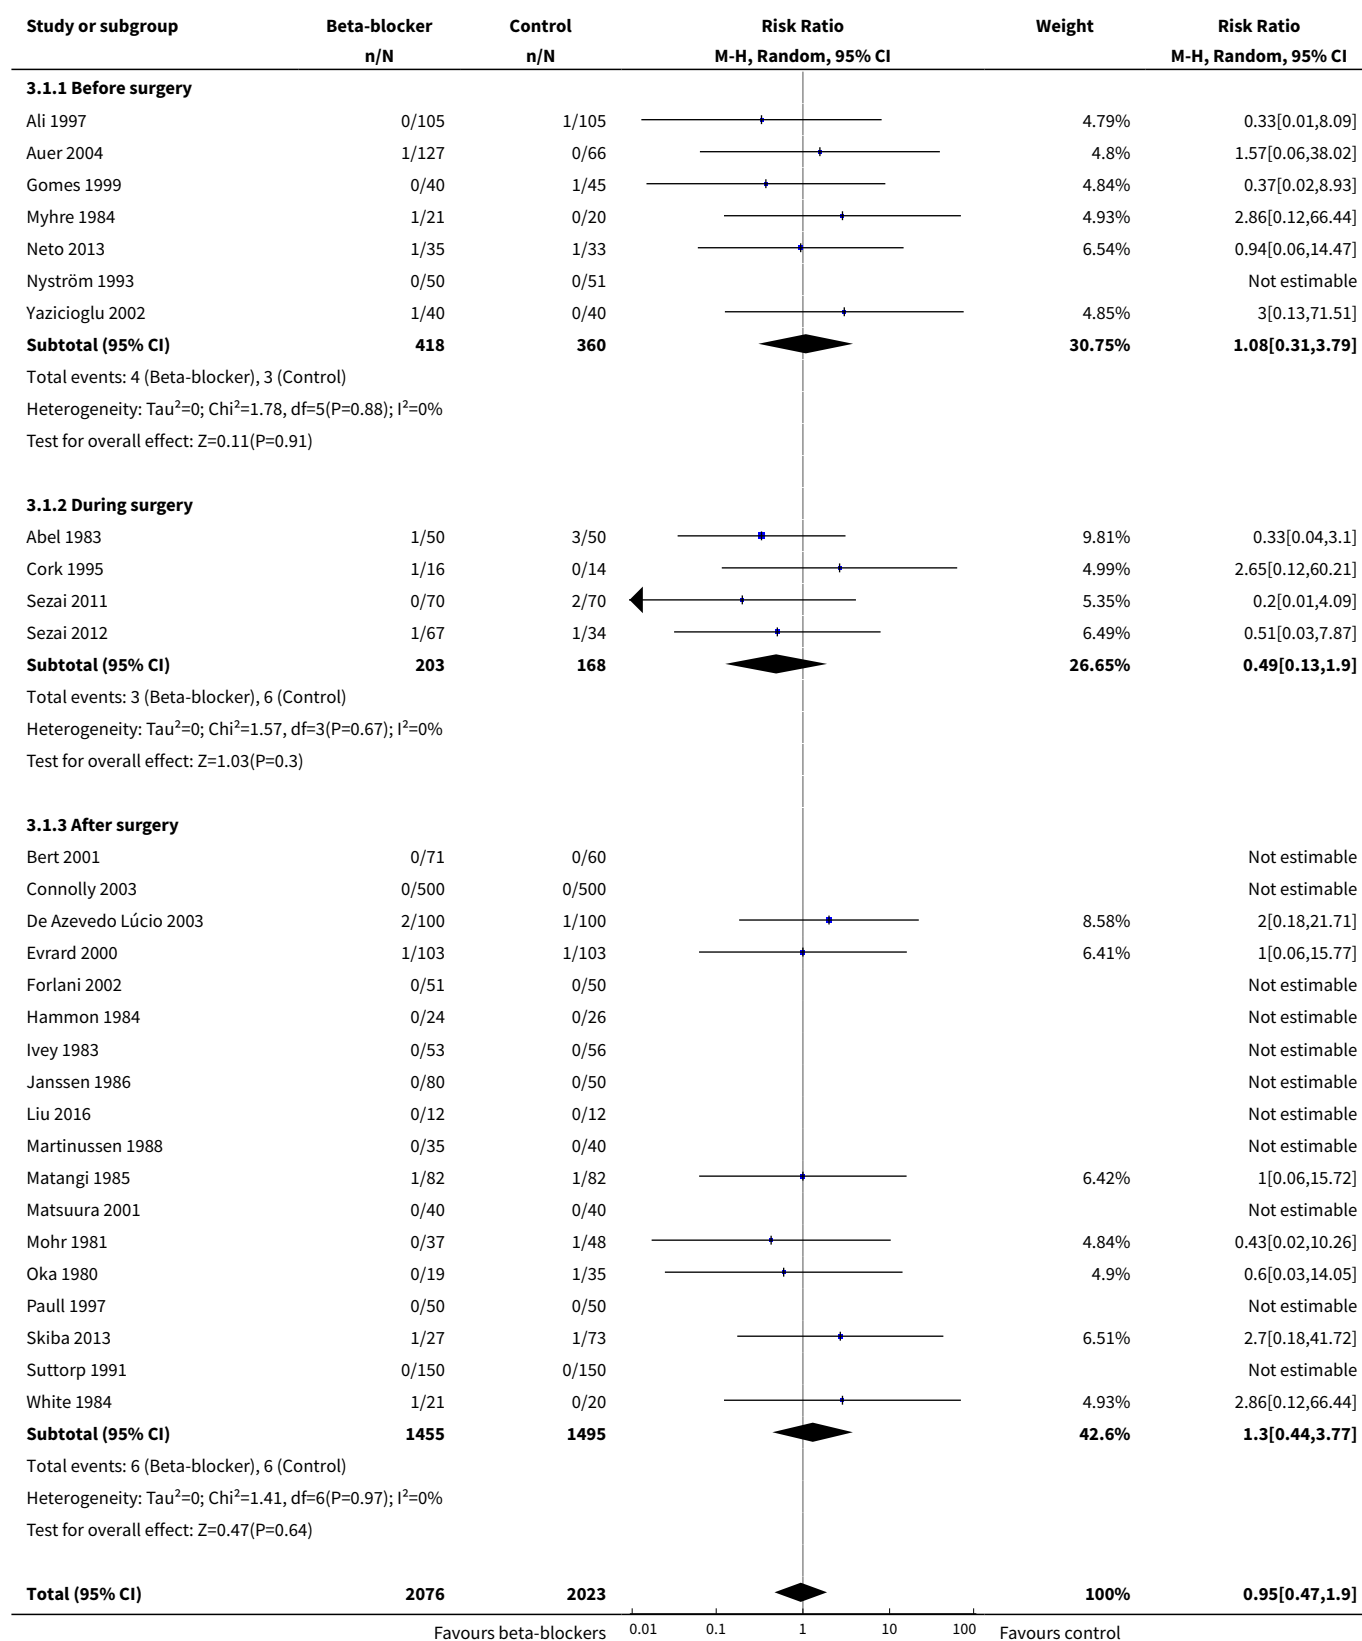 Study or subgroup Beta-blocker Control Risk Ratio Weight Risk Ratio
n/N n/N M-H, Random, 95% CI M-H, Random, 95% CI
3.1.1 Before surgery
Ali 1997 0/105 1/105 4.79% 0.33[0.01,8.09]
Auer 2004 1/127 0/66 4.8% 1.57[0.06,38.02]
Gomes 1999 0/40 1/45 4.84% 0.37[0.02,8.93]
Myhre 1984 1/21 0/20 4.93% 2.86[0.12,66.44]
Neto 2013 1/35 1/33 6.54% 0.94[0.06,14.47]
Nyström 1993 0/50 0/51 Not estimable
Yazicioglu 2002 1/40 0/40 4.85% 3[0.13,71.51]
Subtotal (95% CI) 418 360 30.75% 1.08[0.31,3.79]
Total events: 4 (Beta-blocker), 3 (Control)
Heterogeneity: Tau²=0; Chi²=1.78, df=5(P=0.88); I²=0%
Test for overall effect: Z=0.11(P=0.91)
3.1.2 During surgery
Abel 1983 1/50 3/50 9.81% 0.33[0.04,3.1]
Cork 1995 1/16 0/14 4.99% 2.65[0.12,60.21]
Sezai 2011 0/70 2/70 5.35% 0.2[0.01,4.09]
Sezai 2012 1/67 1/34 6.49% 0.51[0.03,7.87]
Subtotal (95% CI) 203 168 26.65% 0.49[0.13,1.9]
Total events: 3 (Beta-blocker), 6 (Control)
Heterogeneity: Tau²=0; Chi²=1.57, df=3(P=0.67); I²=0%
Test for overall effect: Z=1.03(P=0.3)
3.1.3 After surgery
Bert 2001 0/71 0/60 Not estimable
Connolly 2003 0/500 0/500 Not estimable
De Azevedo Lúcio 2003 2/100 1/100 8.58% 2[0.18,21.71]
Evrard 2000 1/103 1/103 6.41% 1[0.06,15.77]
Forlani 2002 0/51 0/50 Not estimable
Hammon 1984 0/24 0/26 Not estimable
Ivey 1983 0/53 0/56 Not estimable
Janssen 1986 0/80 0/50 Not estimable
Liu 2016 0/12 0/12 Not estimable
Martinussen 1988 0/35 0/40 Not estimable
Matangi 1985 1/82 1/82 6.42% 1[0.06,15.72]
Matsuura 2001 0/40 0/40 Not estimable
Mohr 1981 0/37 1/48 4.84% 0.43[0.02,10.26]
Oka 1980 0/19 1/35 4.9% 0.6[0.03,14.05]
Paull 1997 0/50 0/50 Not estimable
Skiba 2013 1/27 1/73 6.51% 2.7[0.18,41.72]
Suttorp 1991 0/150 0/150 Not estimable
White 1984 1/21 0/20 4.93% 2.86[0.12,66.44]
Subtotal (95% CI) 1455 1495 42.6% 1.3[0.44,3.77]
Total events: 6 (Beta-blocker), 6 (Control)
Heterogeneity: Tau²=0; Chi²=1.41, df=6(P=0.97); I²=0%
Test for overall effect: Z=0.47(P=0.64)
Total (95% CI) 2076 2023 100% 0.95[0.47,1.9]
Favours beta-blockers 0.01 0.1 1 10 100 Favours control